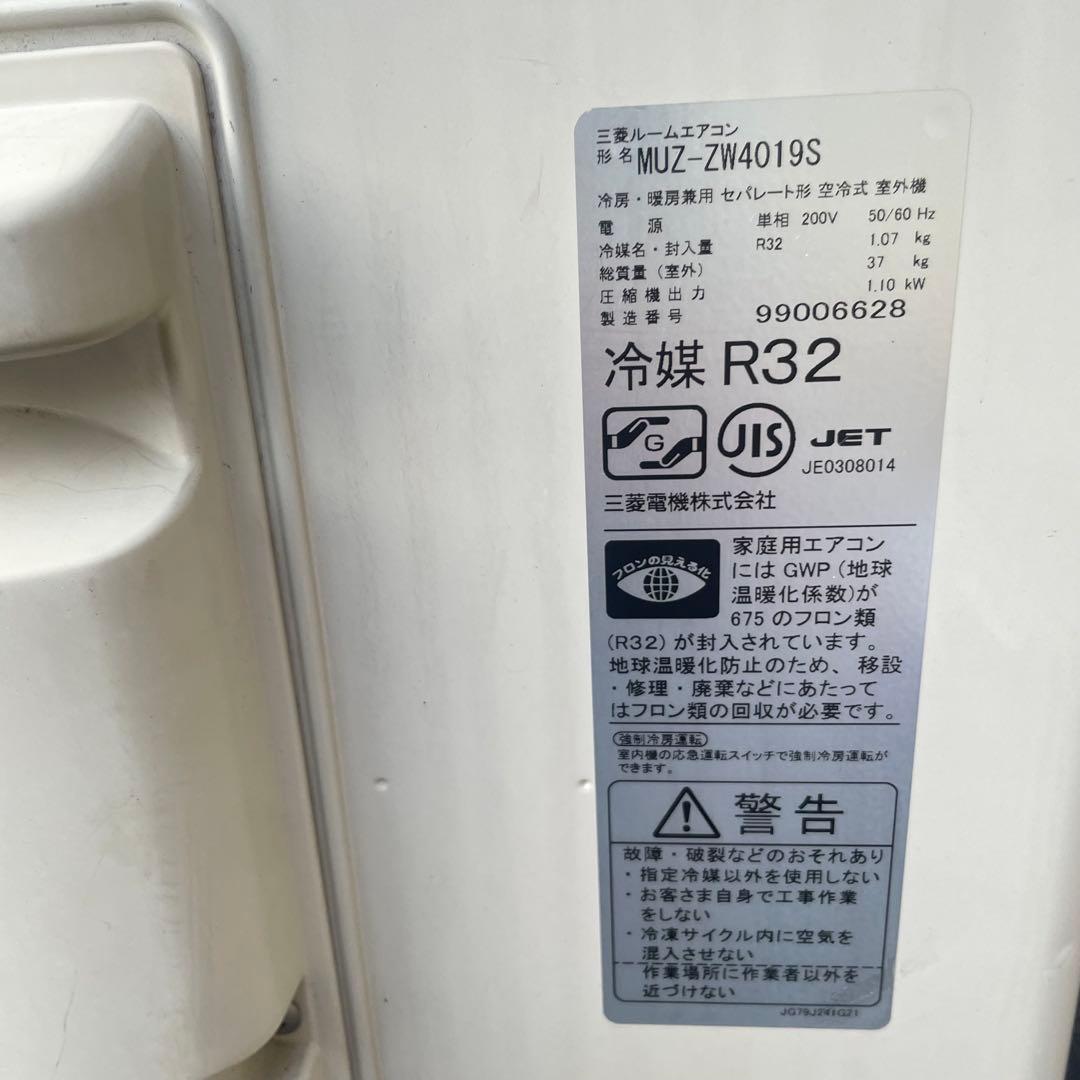 三菱ルームエアコン
形名 MUZ-ZW4019S
冷房・暖房兼用 セパレート形 空冷式 室外機
電源 単相 200V 50/60 Hz
冷媒名・封入量 R32 1.07 kg
総質量（室外） 37 kg
圧縮機出力 1.10 kW
製造番号 99006628
冷媒 R32
G JIS JET
JE0308014
三菱電機株式会社
フロンの見える化
家庭用エアコン
には GWP（地球
温暖化係数）が
675 のフロン類
（R32）が封入されています。
地球温暖化防止のため、移設
・修理・廃棄などにあたって
はフロン類の回収が必要です。
強制冷房運転
室内機の応急運転スイッチで強制冷房運転が
できます。
警告
故障・破裂などのおそれあり
・指定冷媒以外を使用しない
・お客さま自身で工事作業
をしない
・冷凍サイクル内に空気を
混入させない
作業場所に作業者以外を
近づけない
JG79J241G21